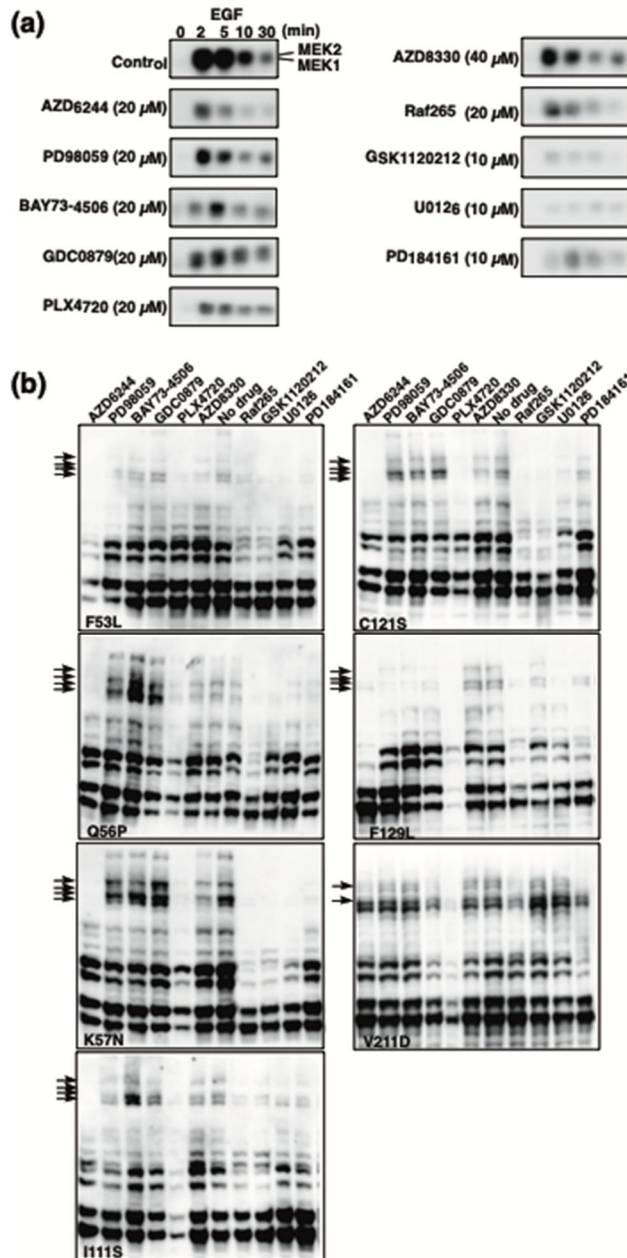 (a)
EGF
0 2 5 10 30 (min)
Control
MEK2
MEK1
AZD6244 (20 µM)
PD98059 (20 µM)
BAY73-4506 (20 µM)
GDC0879(20 µM)
PLX4720 (20 µM)
AZD8330 (40 µM)
Raf265 (20 µM)
GSK1120212 (10 µM)
U0126 (10 µM)
PD184161 (10 µM)
(b)
AZD6244 PD98059 BAY73-4506 GDC0879 PLX4720 AZD8330 No drug Raf265 GSK1120212 U0126 PD184161
AZD6244 PD98059 BAY73-4506 GDC0879 PLX4720 AZD8330 No drug Raf265 GSK1120212 U0126 PD184161
F53L
C121S
Q56P
F129L
K57N
V211D
I111S